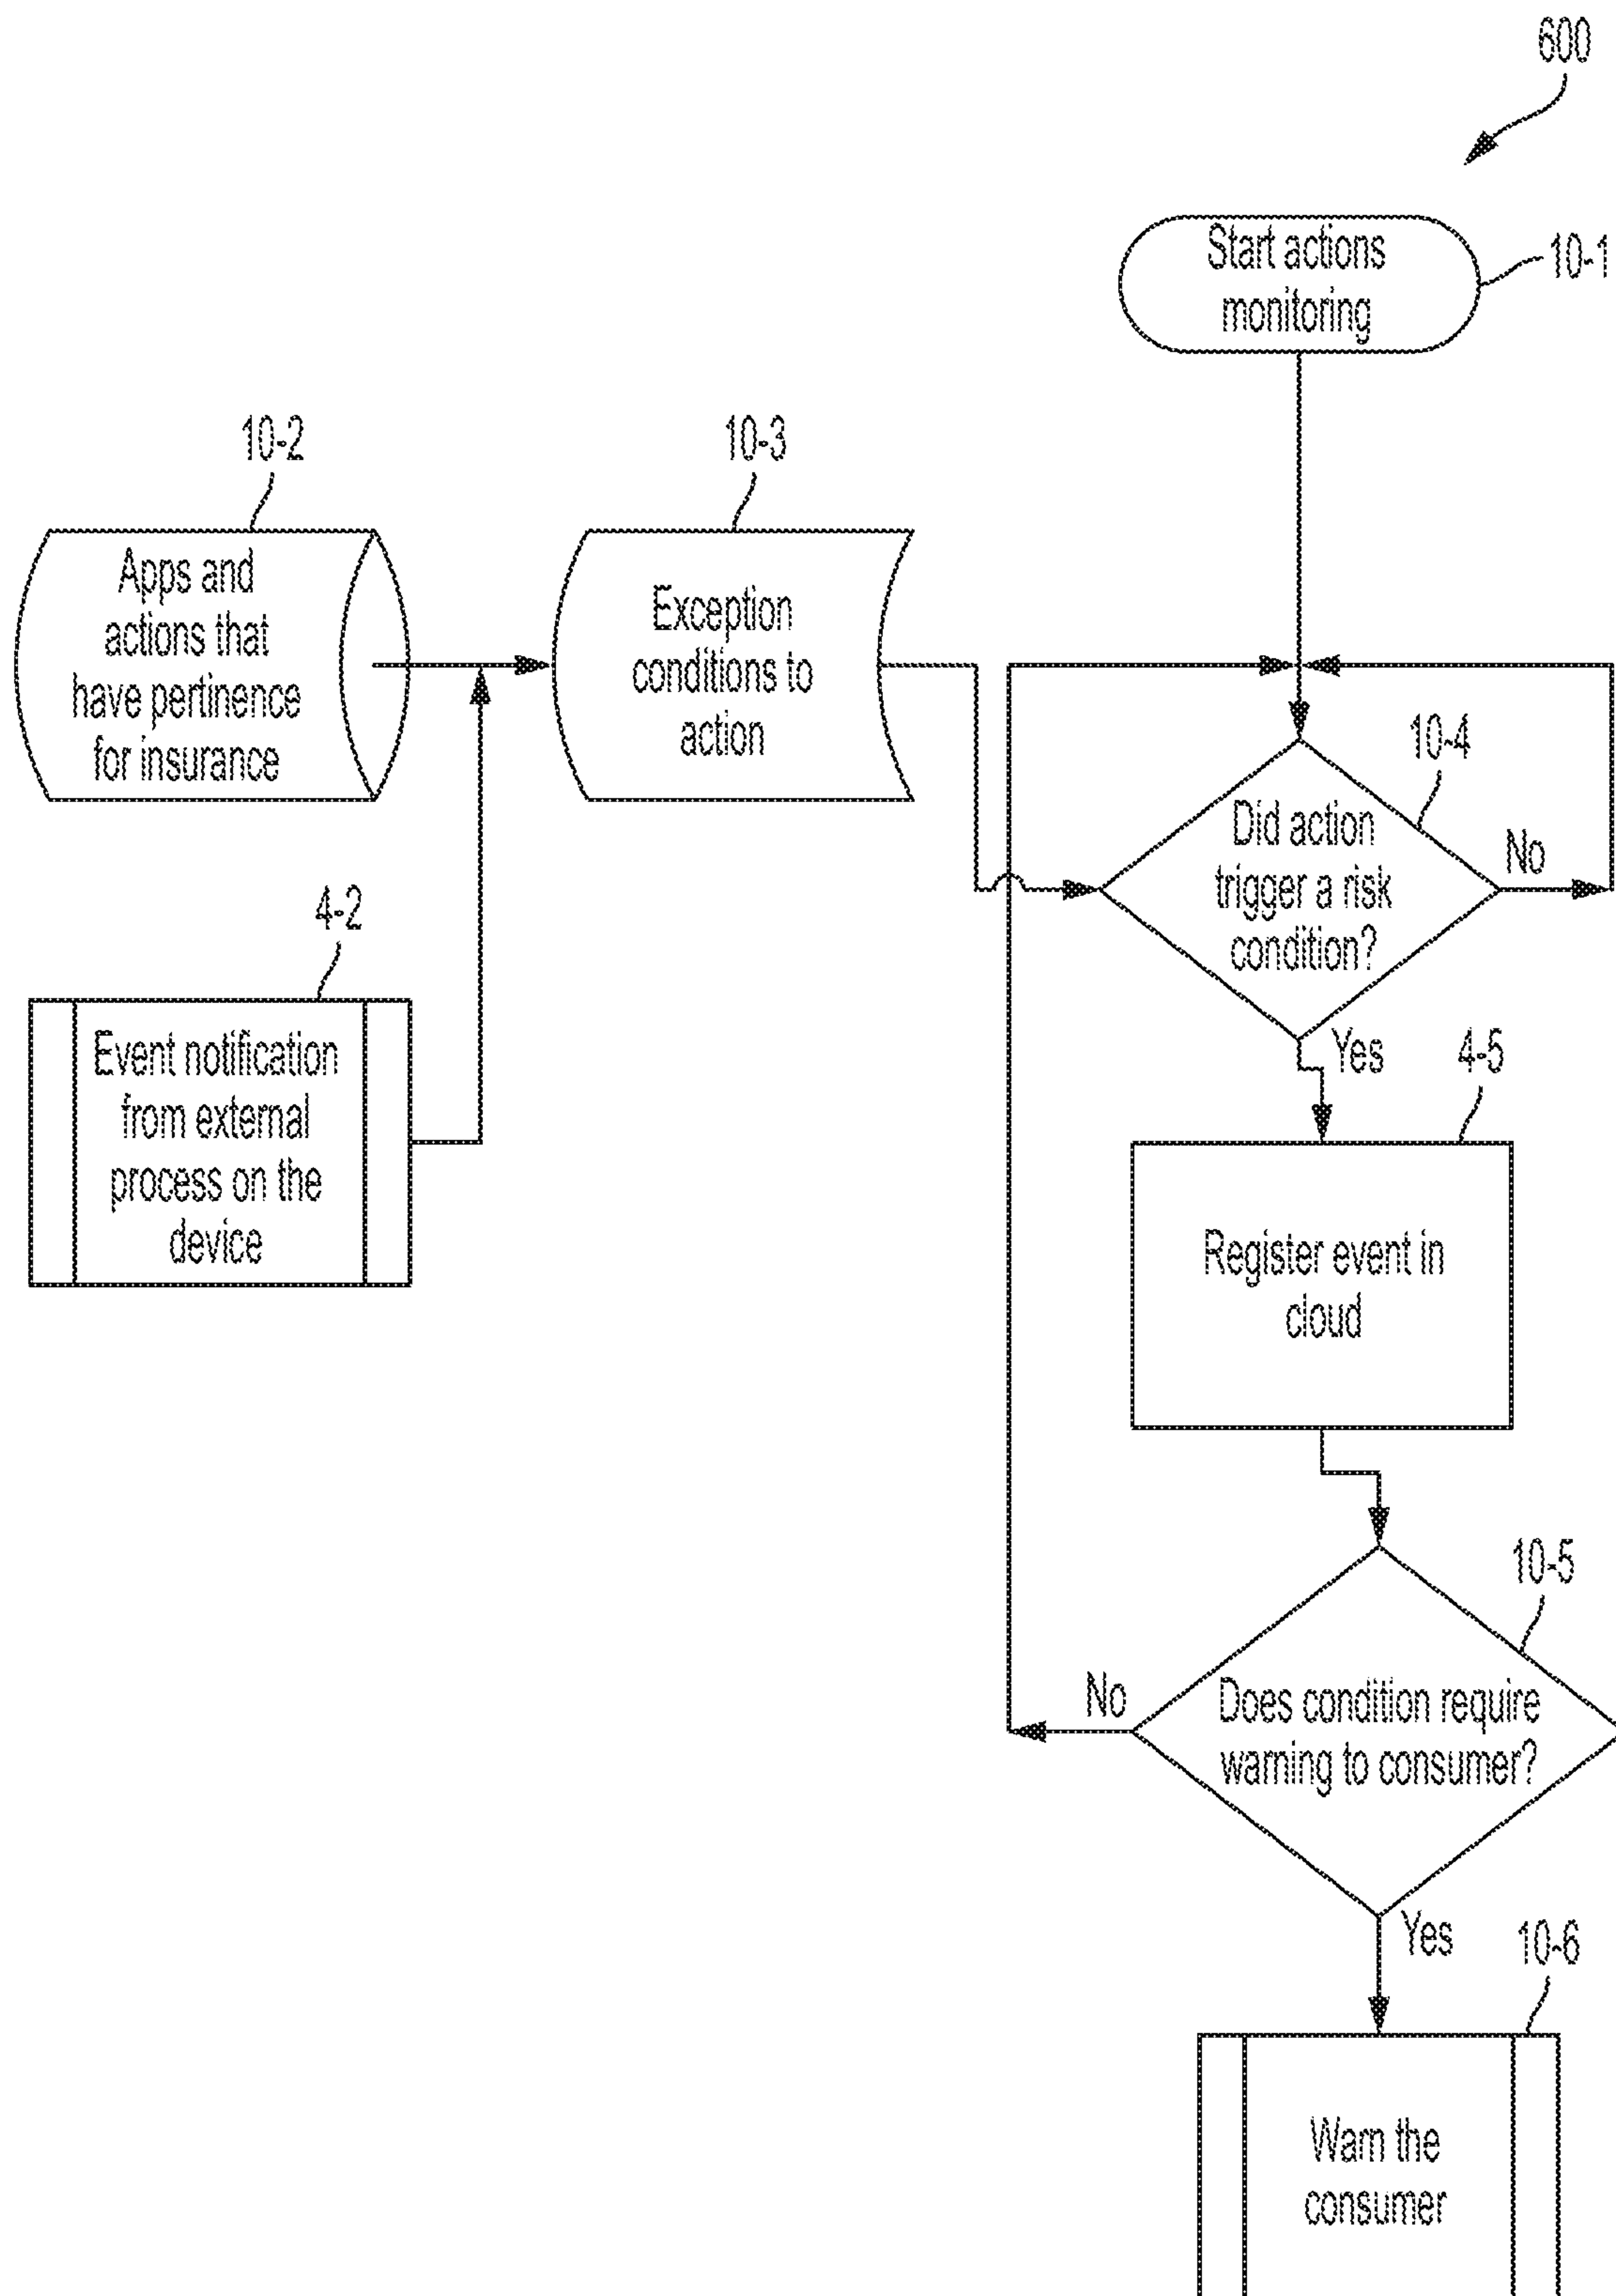 600
Start actions
monitoring
10-1
10-2
10-3
Apps and
actions that
have pertinence
for insurance
Exception
conditions to
action
10-4
Did action
trigger a risk
condition?
No
4-2
Event notification
from external
process on the
device
Yes
4-5
Register event in
cloud
10-5
Does condition require
warning to consumer?
No
Yes
10-6
Warn the
consumer